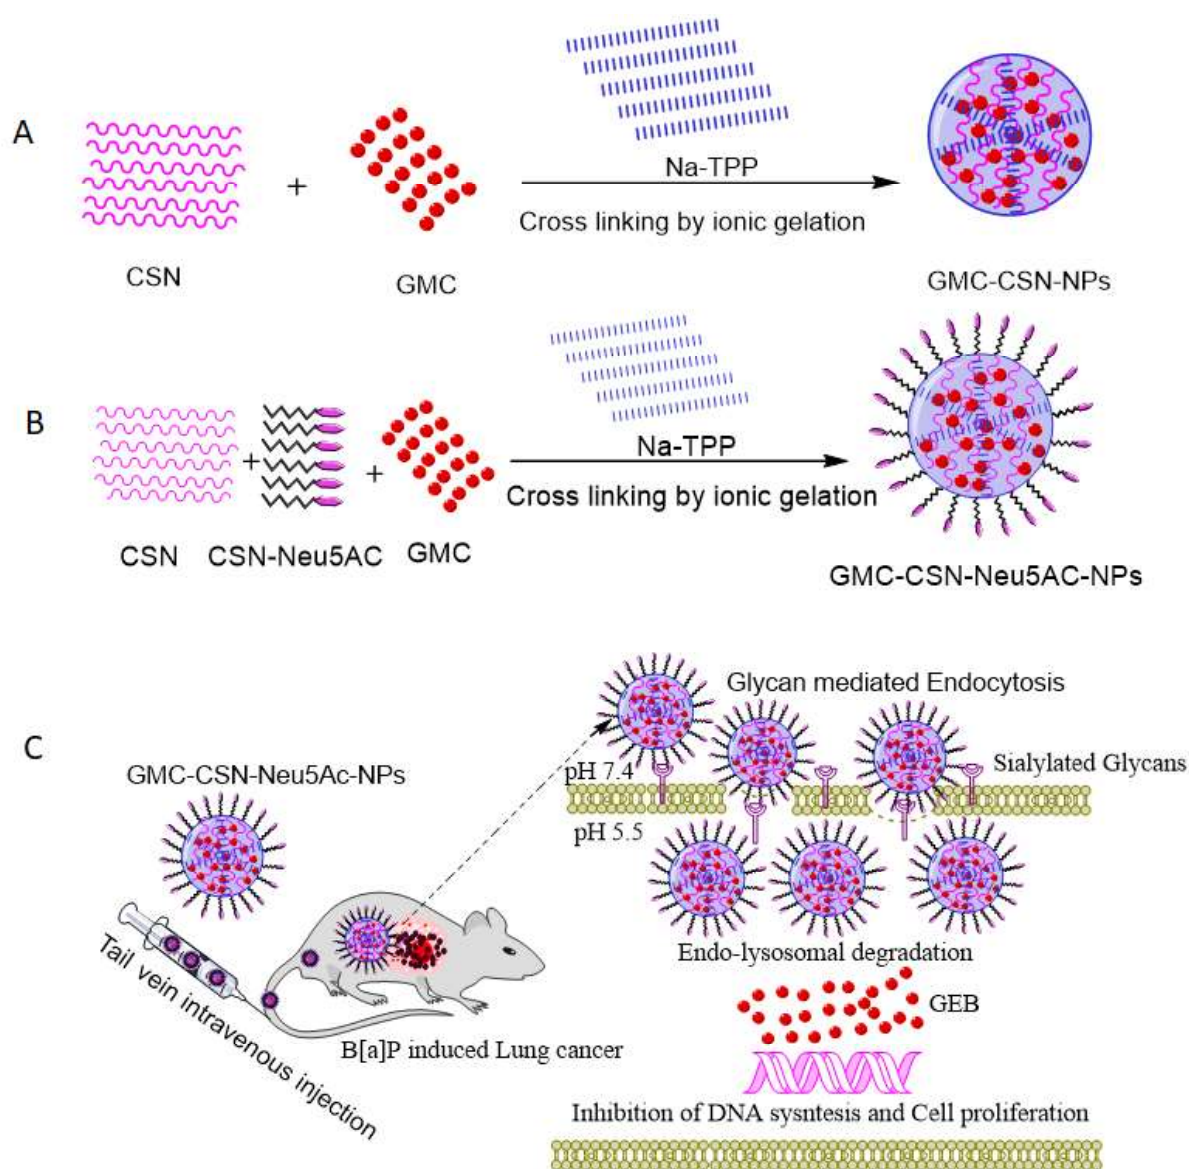 A
CSN
+
GMC
Na-TPP
Cross linking by ionic gelation
GMC-CSN-NPs
B
CSN
+
CSN-Neu5AC
+
GMC
Na-TPP
Cross linking by ionic gelation
GMC-CSN-Neu5AC-NPs
C
GMC-CSN-Neu5Ac-NPs
Tail vein intravenous injection
B[a]P induced Lung cancer
Glycan mediated Endocytosis
pH 7.4
Sialylated Glycans
pH 5.5
Endo-lysosomal degradation
GEB
Inhibition of DNA sysntesis and Cell proliferation